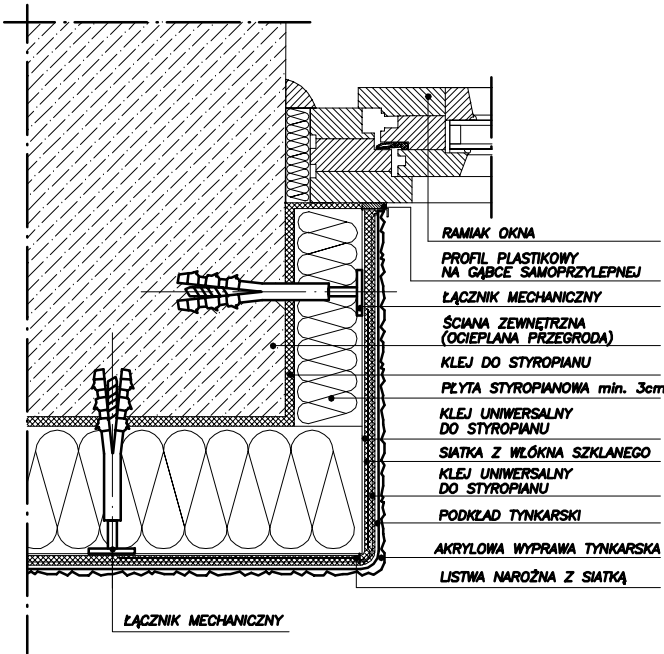 RAMIAK OKNA
PROFIL PLASTIKOWY
NA GĄBCE SAMOPRZYLEPNEJ
ŁĄCZNIK MECHANICZNY
ŚCIANA ZEWNĘTRZNA
(OCIEPLANA PRZEGRODA)
KLEJ DO STYROPIANU
PŁYTA STYROPIANOWA min. 3cm
KLEJ UNIWERSALNY
DO STYROPIANU
SIATKA Z WŁÓKNA SZKLANEGO
KLEJ UNIWERSALNY
DO STYROPIANU
PODKŁAD TYNKARSKI
AKRYLOWA WYPRAWA TYNKARSKA
LISTWA NAROŻNA Z SIATKĄ
ŁĄCZNIK MECHANICZNY